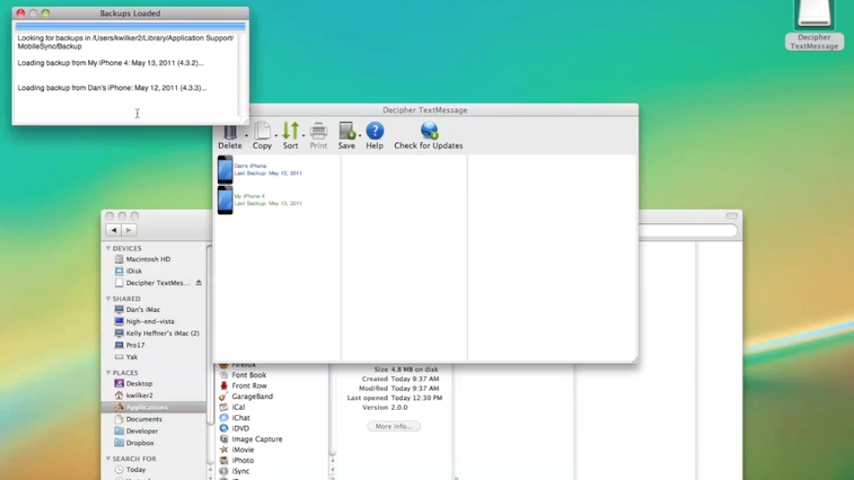 Backups Loaded
Looking for backups in /Users/kwilker2/Library/Application Support/
MobileSync/Backup
Loading backup from My iPhone 4: May 13, 2011 (4.3.2)...
Loading backup from Dan's iPhone: May 12, 2011 (4.3.3)...
Decipher
TextMessage
Decipher TextMessage
Delete
Copy
Sort
Print
Save
Help
Check for Updates
Dan's iPhone
Last Backup: May 12, 2011
My iPhone 4
Last Backup: May 13, 2011
DEVICES
Macintosh HD
iDisk
Decipher TextMes...
SHARED
Dan's iMac
high-end-vista
Kelly Heffner's iMac (2)
Pro17
Yak
PLACES
Desktop
kwilker2
Applications
Documents
Developer
Dropbox
SEARCH FOR
Today
Firefox
Font Book
Front Row
GarageBand
iCal
iChat
iDVD
Image Capture
iMovie
iPhoto
iSync
Size 4.8 MB on disk
Created Today 9:37 AM
Modified Today 9:37 AM
Last opened Today 12:30 PM
Version 2.0.0
More info...